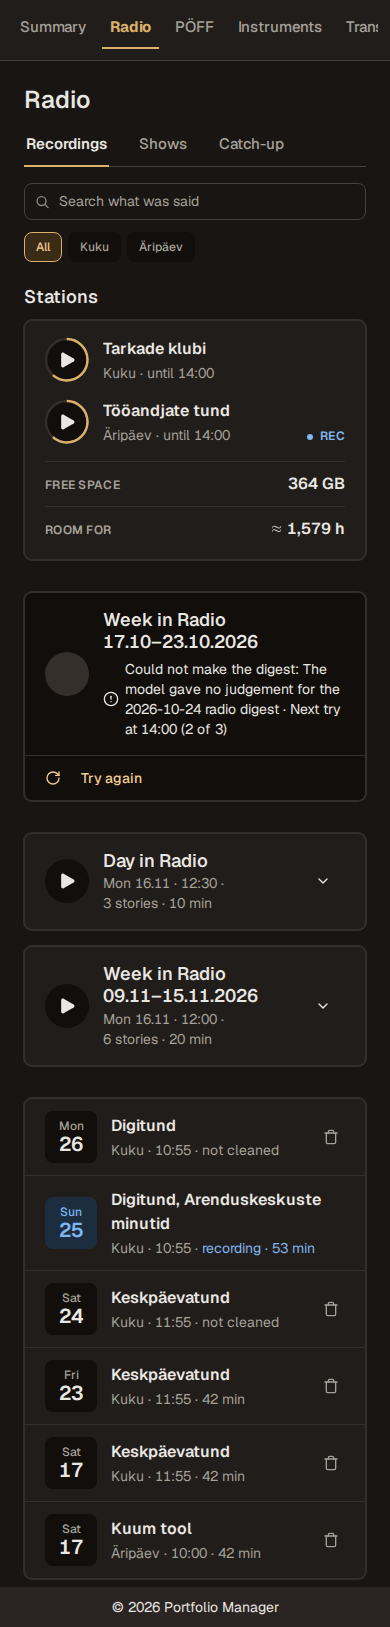 Summary Radio PÖFF Instruments Trans
Radio
Recordings Shows Catch-up
Search what was said
All Kuku Äripäev
Stations
Tarkade klubi
Kuku · until 14:00
Tööandjate tund
Äripäev · until 14:00 REC
FREE SPACE 364 GB
ROOM FOR ≈ 1,579 h
Week in Radio
17.10–23.10.2026
Could not make the digest: The
model gave no judgement for the
2026-10-24 radio digest · Next try
at 14:00 (2 of 3)
Try again
Day in Radio
Mon 16.11 · 12:30 ·
3 stories · 10 min
Week in Radio
09.11–15.11.2026
Mon 16.11 · 12:00 ·
6 stories · 20 min
Mon
26
Digitund
Kuku · 10:55 · not cleaned
Sun
25
Digitund, Arenduskeskuste
minutid
Kuku · 10:55 · recording · 53 min
Sat
24
Keskpäevatund
Kuku · 11:55 · not cleaned
Fri
23
Keskpäevatund
Kuku · 11:55 · 42 min
Sat
17
Keskpäevatund
Kuku · 11:55 · 42 min
Sat
17
Kuum tool
Äripäev · 10:00 · 42 min
© 2026 Portfolio Manager